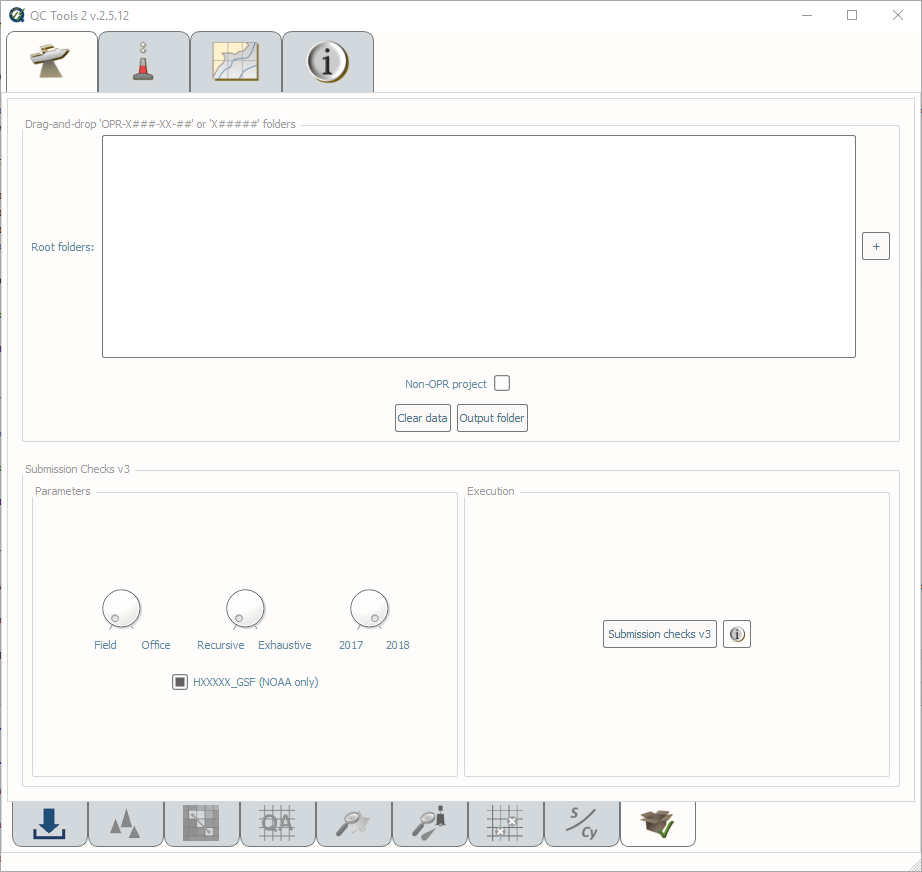 QC Tools 2 v.2.5.12
Drag-and-drop 'OPR-X###-XX-##' or 'X#####' folders
Root folders:
+
Non-OPR project
Clear data
Output folder
Submission Checks v3
Parameters
Execution
Field
Office
Recursive
Exhaustive
2017
2018
Submission checks v3
i
HXXXXX_GSF (NOAA only)
QA
S/Cy